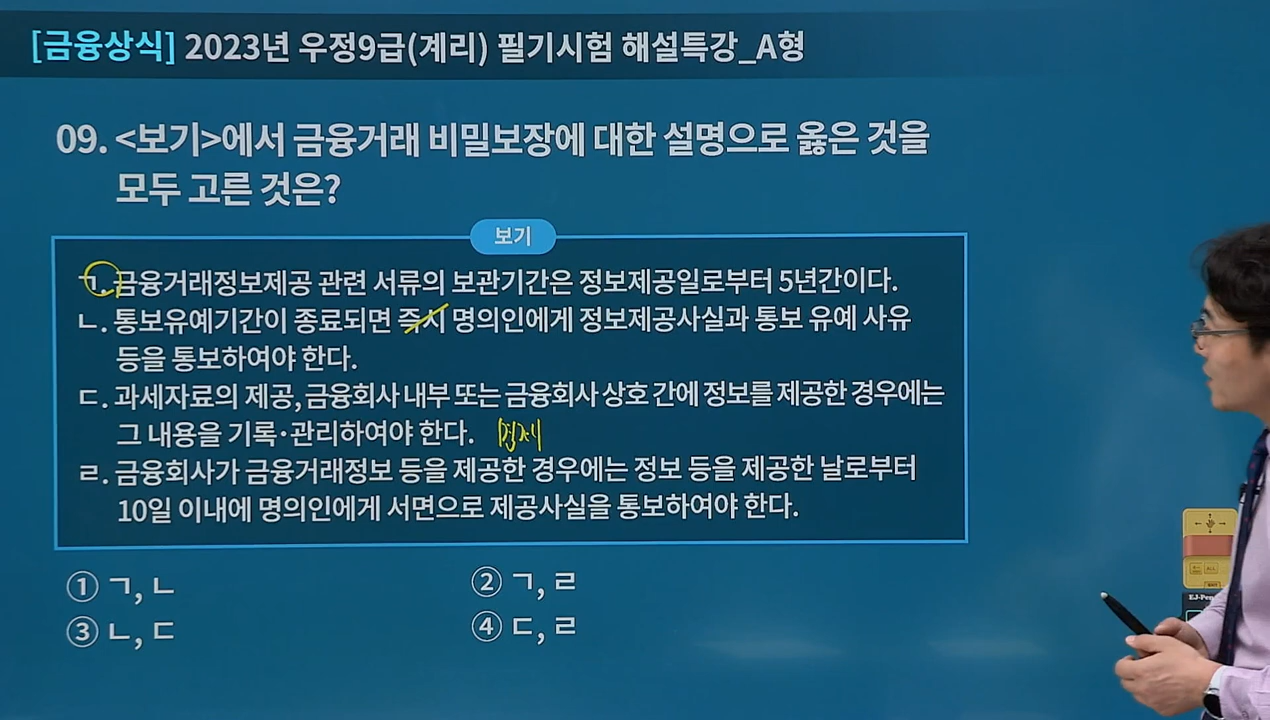 [금융상식] 2023년 우정9급(계리) 필기시험 해설특강_A형
09. <보기>에서 금융거래 비밀보장에 대한 설명으로 옳은 것을
모두 고른 것은?
보기
ㄱ. 금융거래정보제공 관련 서류의 보관기간은 정보제공일로부터 5년간이다.
ㄴ. 통보유예기간이 종료되면 즉시 명의인에게 정보제공사실과 통보 유예 사유
등을 통보하여야 한다.
ㄷ. 과세자료의 제공, 금융회사 내부 또는 금융회사 상호 간에 정보를 제공한 경우에는
그 내용을 기록·관리하여야 한다.
ㄹ. 금융회사가 금융거래정보 등을 제공한 경우에는 정보 등을 제공한 날로부터
10일 이내에 명의인에게 서면으로 제공사실을 통보하여야 한다.
① ㄱ, ㄴ
② ㄱ, ㄹ
③ ㄴ, ㄷ
④ ㄷ, ㄹ
EJ-Pen